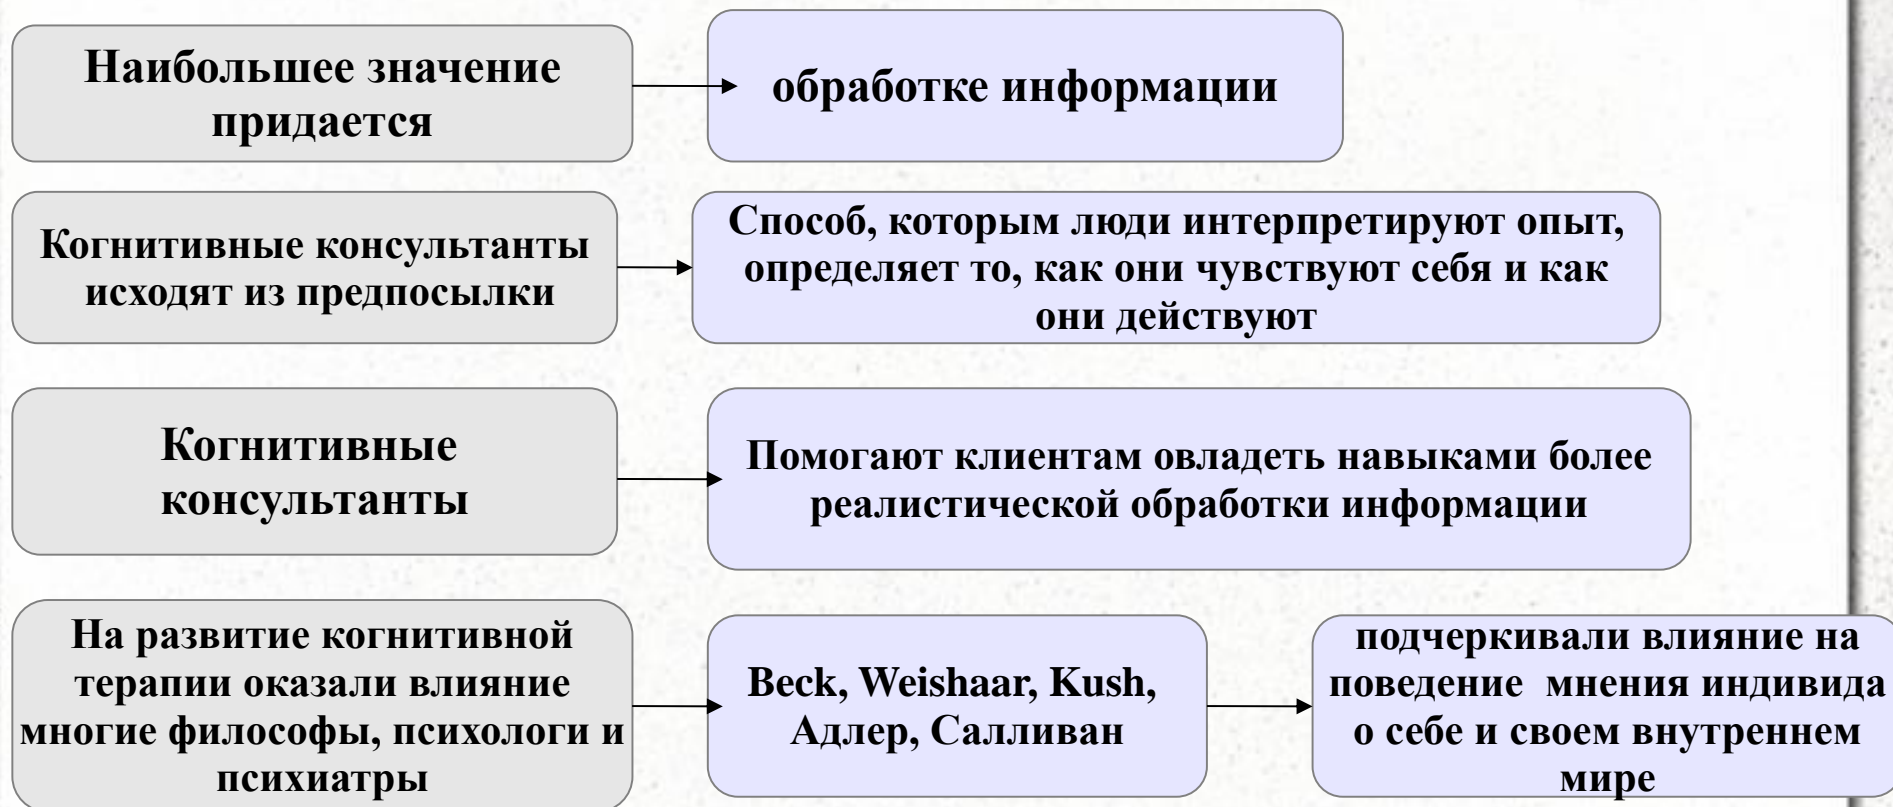 Наибольшее значение
придается
обработке информации
Когнитивные консультанты
исходят из предпосылки
Способ, которым люди интерпретируют опыт,
определяет то, как они чувствуют себя и как
они действуют
Когнитивные
консультанты
Помогают клиентам овладеть навыками более
реалистической обработки информации
На развитие когнитивной
терапии оказали влияние
многие философы, психологи и
психиатры
Beck, Weishaar, Kush,
Адлер, Салливан
подчеркивали влияние на
поведение мнения индивида
о себе и своем внутреннем
мире